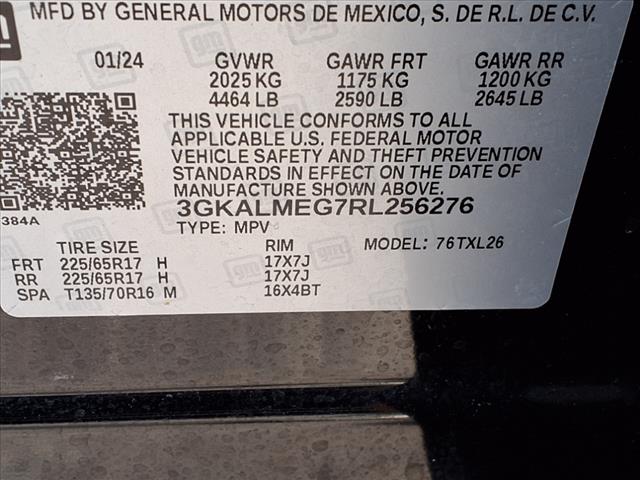 MFD BY GENERAL MOTORS DE MEXICO, S. DE R.L. DE C.V.
gm
01/24 GVWR GAWR FRT GAWR RR
2025 KG 1175 KG 1200 KG
4464 LB 2590 LB 2645 LB
THIS VEHICLE CONFORMS TO ALL
APPLICABLE U.S. FEDERAL MOTOR
VEHICLE SAFETY AND THEFT PREVENTION
STANDARDS IN EFFECT ON THE DATE OF
MANUFACTURE SHOWN ABOVE.
384A 3GKALMEG7RL256276
TYPE: MPV MODEL: 76TXL26
TIRE SIZE RIM
FRT 225/65R17 H 17X7J
RR 225/65R17 H 17X7J
SPA T135/70R16 M 16X4BT